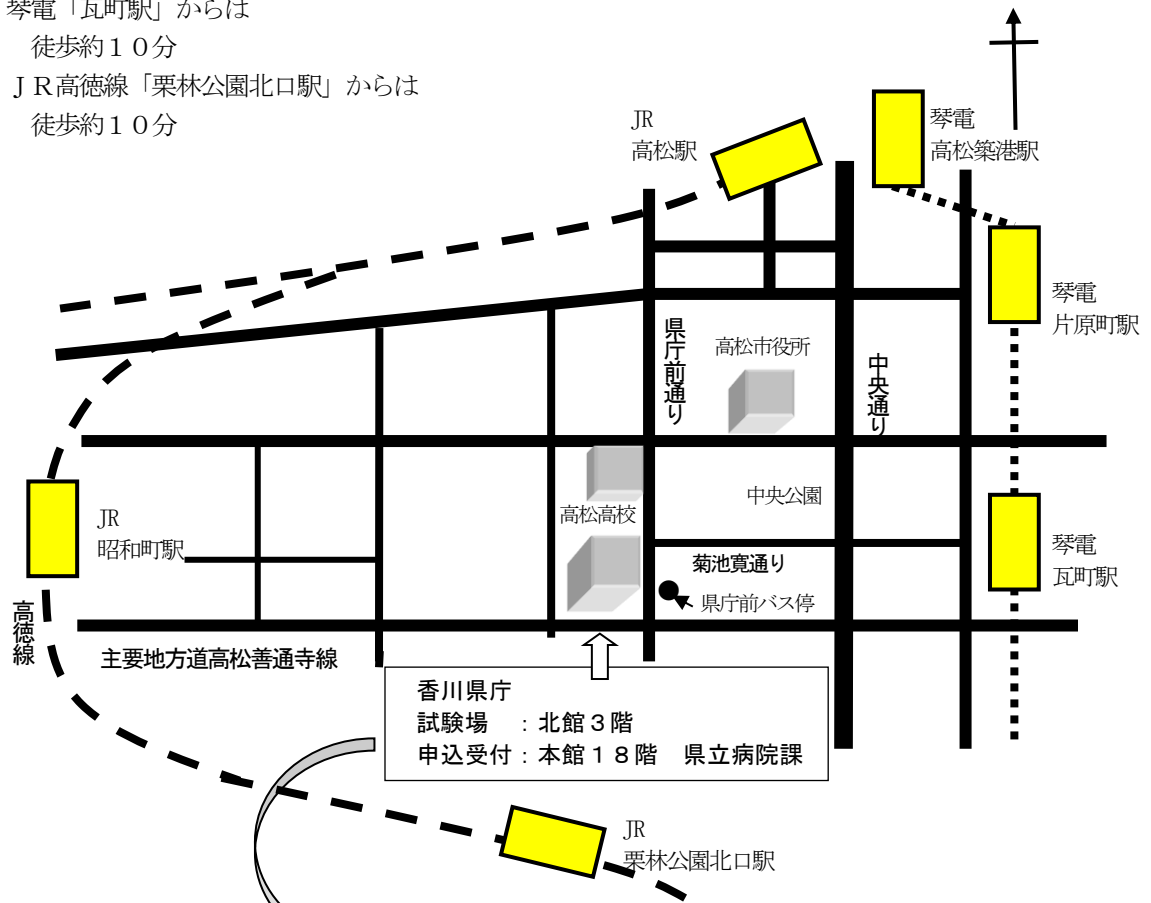 琴電「瓦町駅」からは
徒歩約１０分
ＪＲ高徳線「栗林公園北口駅」からは
徒歩約１０分
JR
高松駅
琴電
高松築港駅
琴電
片原町駅
県庁前通り
高松市役所
中央通り
JR
昭和町駅
高松高校
中央公園
琴電
瓦町駅
菊池寛通り
県庁前バス停
高徳線
主要地方道高松善通寺線
香川県庁
試験場　：北館３階
申込受付：本館１８階　県立病院課
JR
栗林公園北口駅